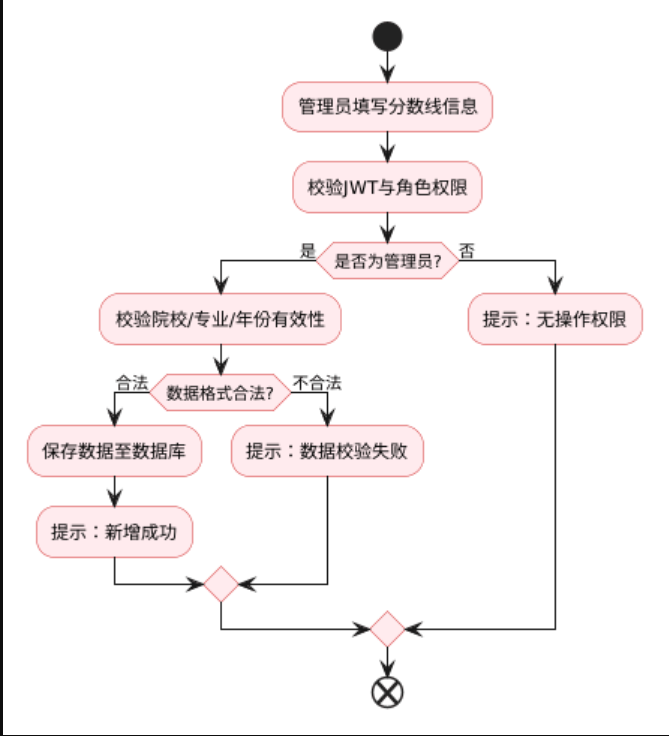 管理员填写分数线信息
校验JWT与角色权限
是
是否为管理员?
否
校验院校/专业/年份有效性
提示：无操作权限
合法
数据格式合法?
不合法
保存数据至数据库
提示：数据校验失败
提示：新增成功